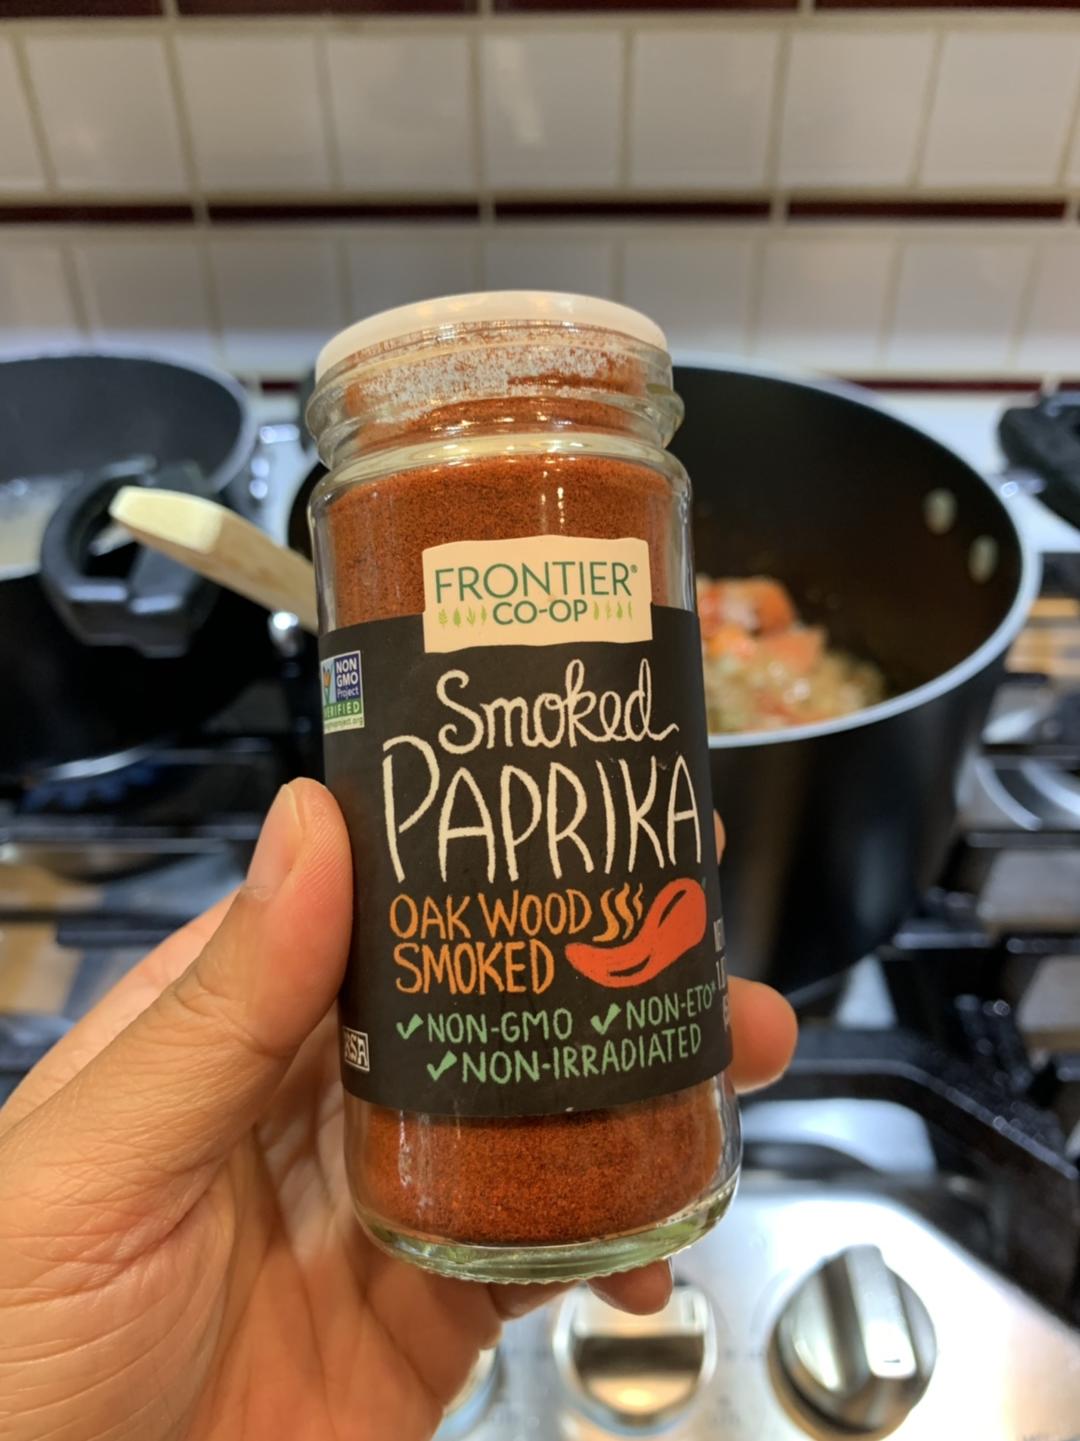 FRONTIER®
CO-OP
NON
GMO
Project
VERIFIED
Smoked
PAPRIKA
OAK WOOD
SMOKED
✓NON-GMO ✓NON-ETO*
✓NON-IRRADIATED